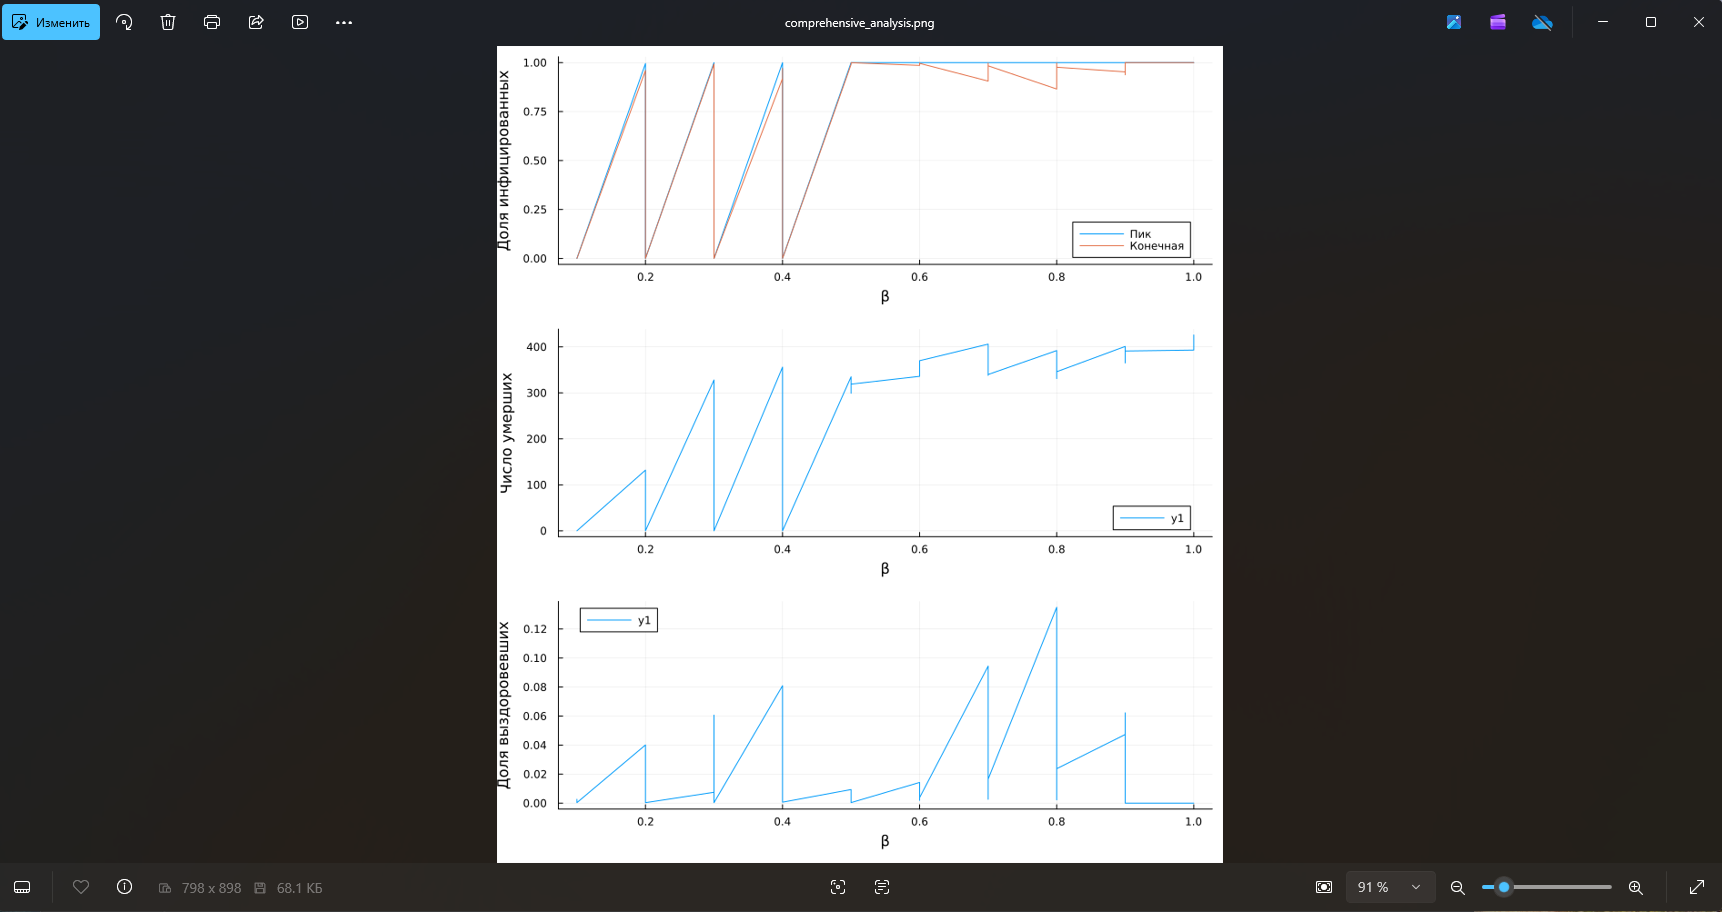 Изменить
comprehensive_analysis.png
1.00
0.75
0.50
0.25
0.00
Доля инфицированных
Пик
Конечная
0.2 0.4 0.6 0.8 1.0
β
400
300
200
100
0
Число умерших
y1
0.2 0.4 0.6 0.8 1.0
β
0.12
0.10
0.08
0.06
0.04
0.02
0.00
Доля выздоровевших
y1
0.2 0.4 0.6 0.8 1.0
β
798 x 898 68.1 КБ 91 %